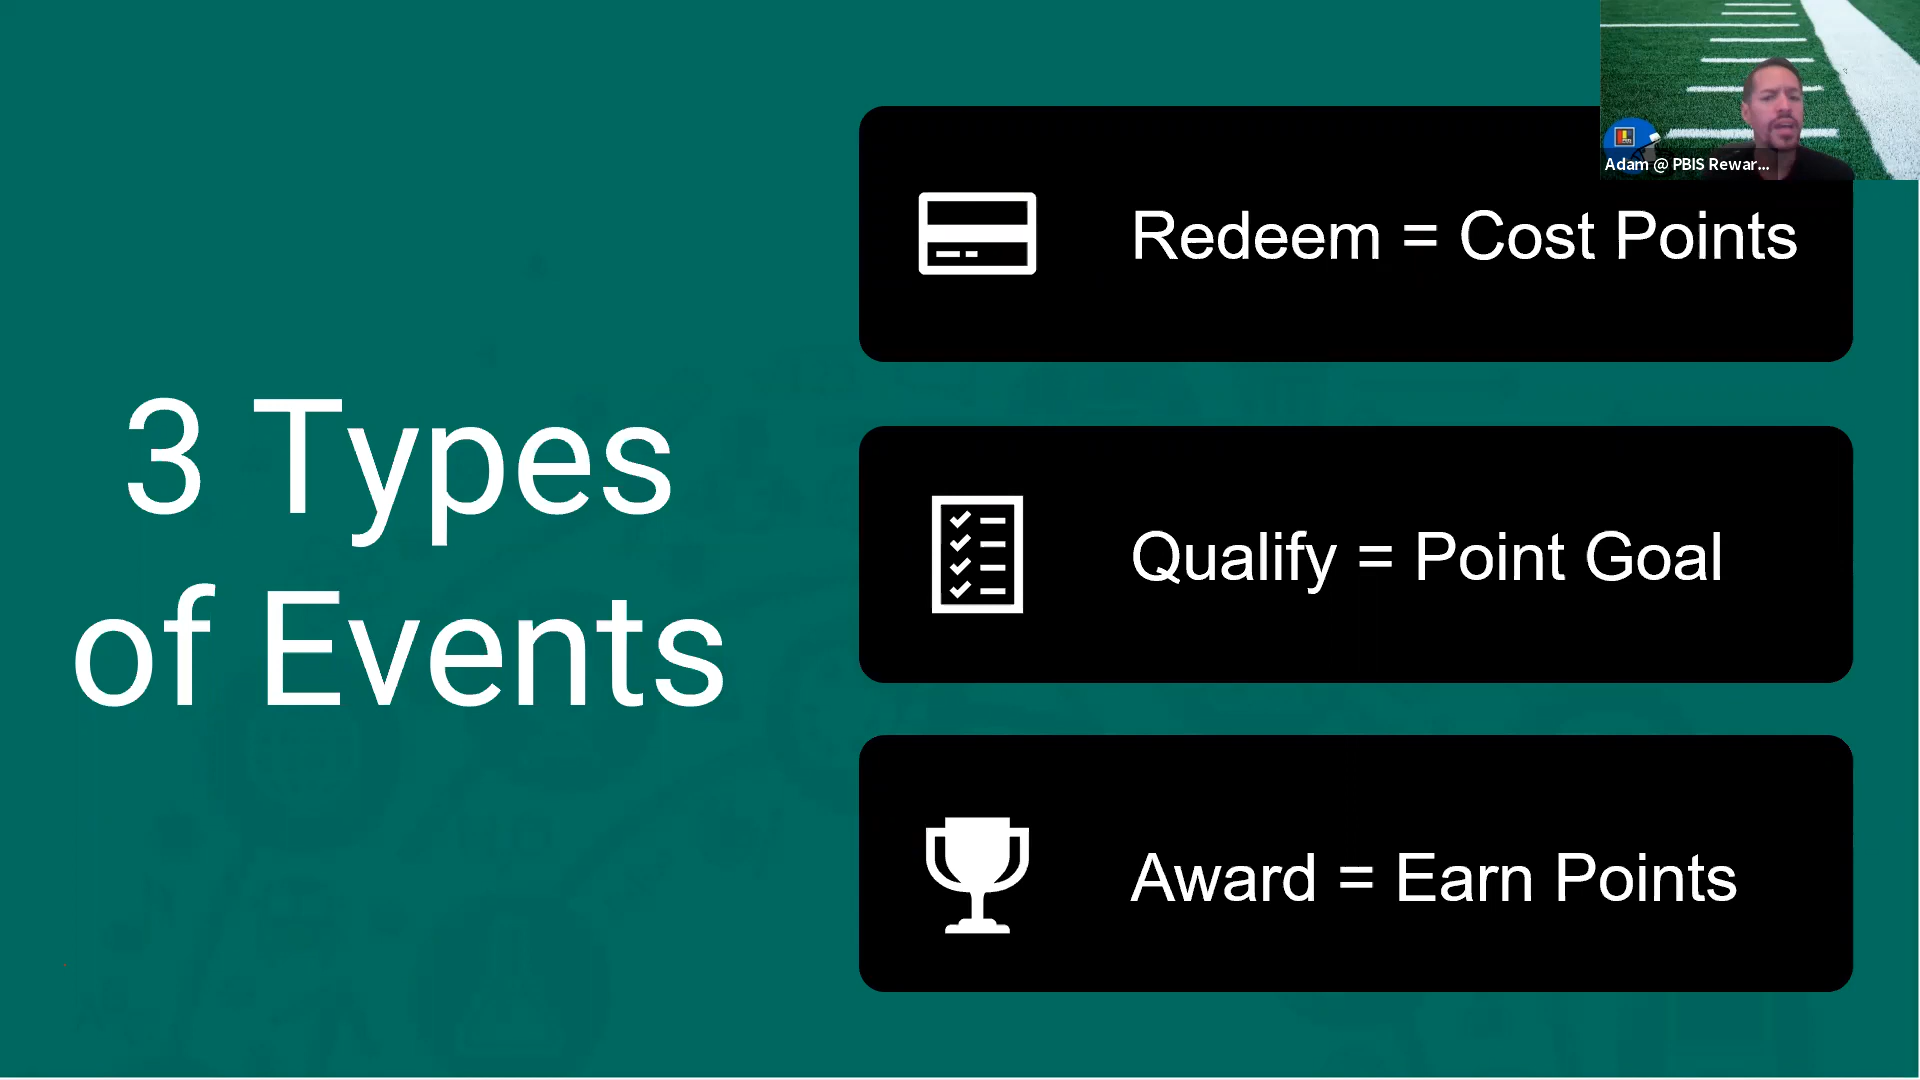 3 Types
of Events
Redeem = Cost Points
Qualify = Point Goal
Award = Earn Points
Adam @ PBIS Rewar...